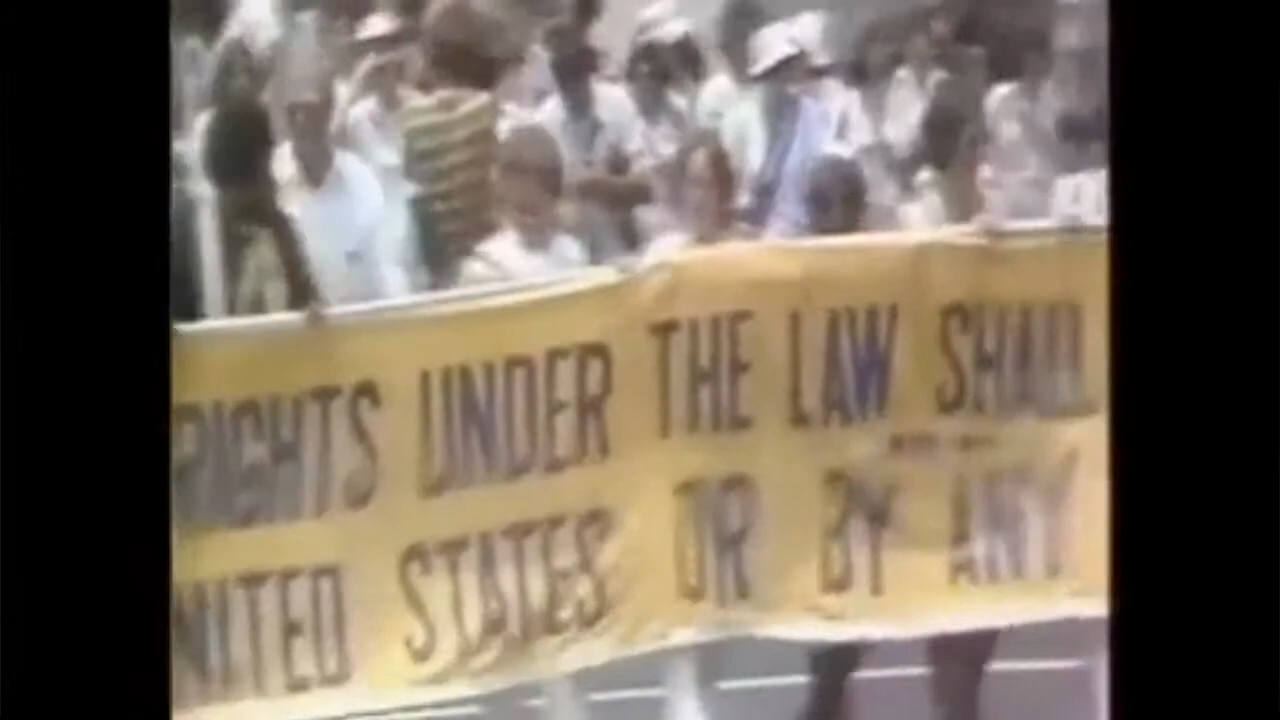 RIGHTS UNDER THE LAW SHALL
NITED STATES OR BY ANY